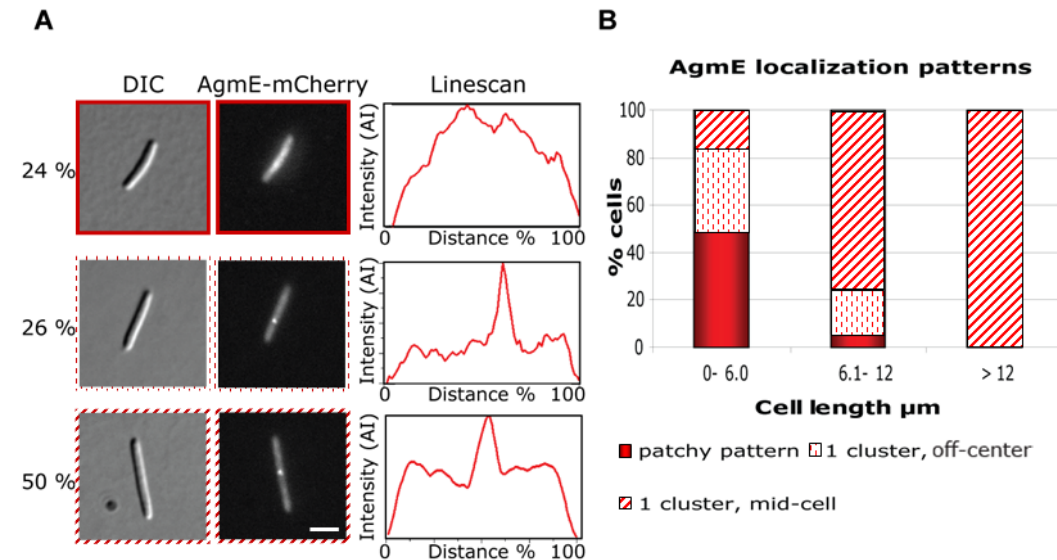 A
B
DIC AgmE-mCherry Linescan
24 %
Intensity (AI)
0 Distance % 100
26 %
Intensity (AI)
0 Distance % 100
50 %
Intensity (AI)
0 Distance % 100
AgmE localization patterns
% cells
100
80
60
40
20
0
0- 6.0 6.1- 12 > 12
Cell length µm
patchy pattern 1 cluster, off-center
1 cluster, mid-cell